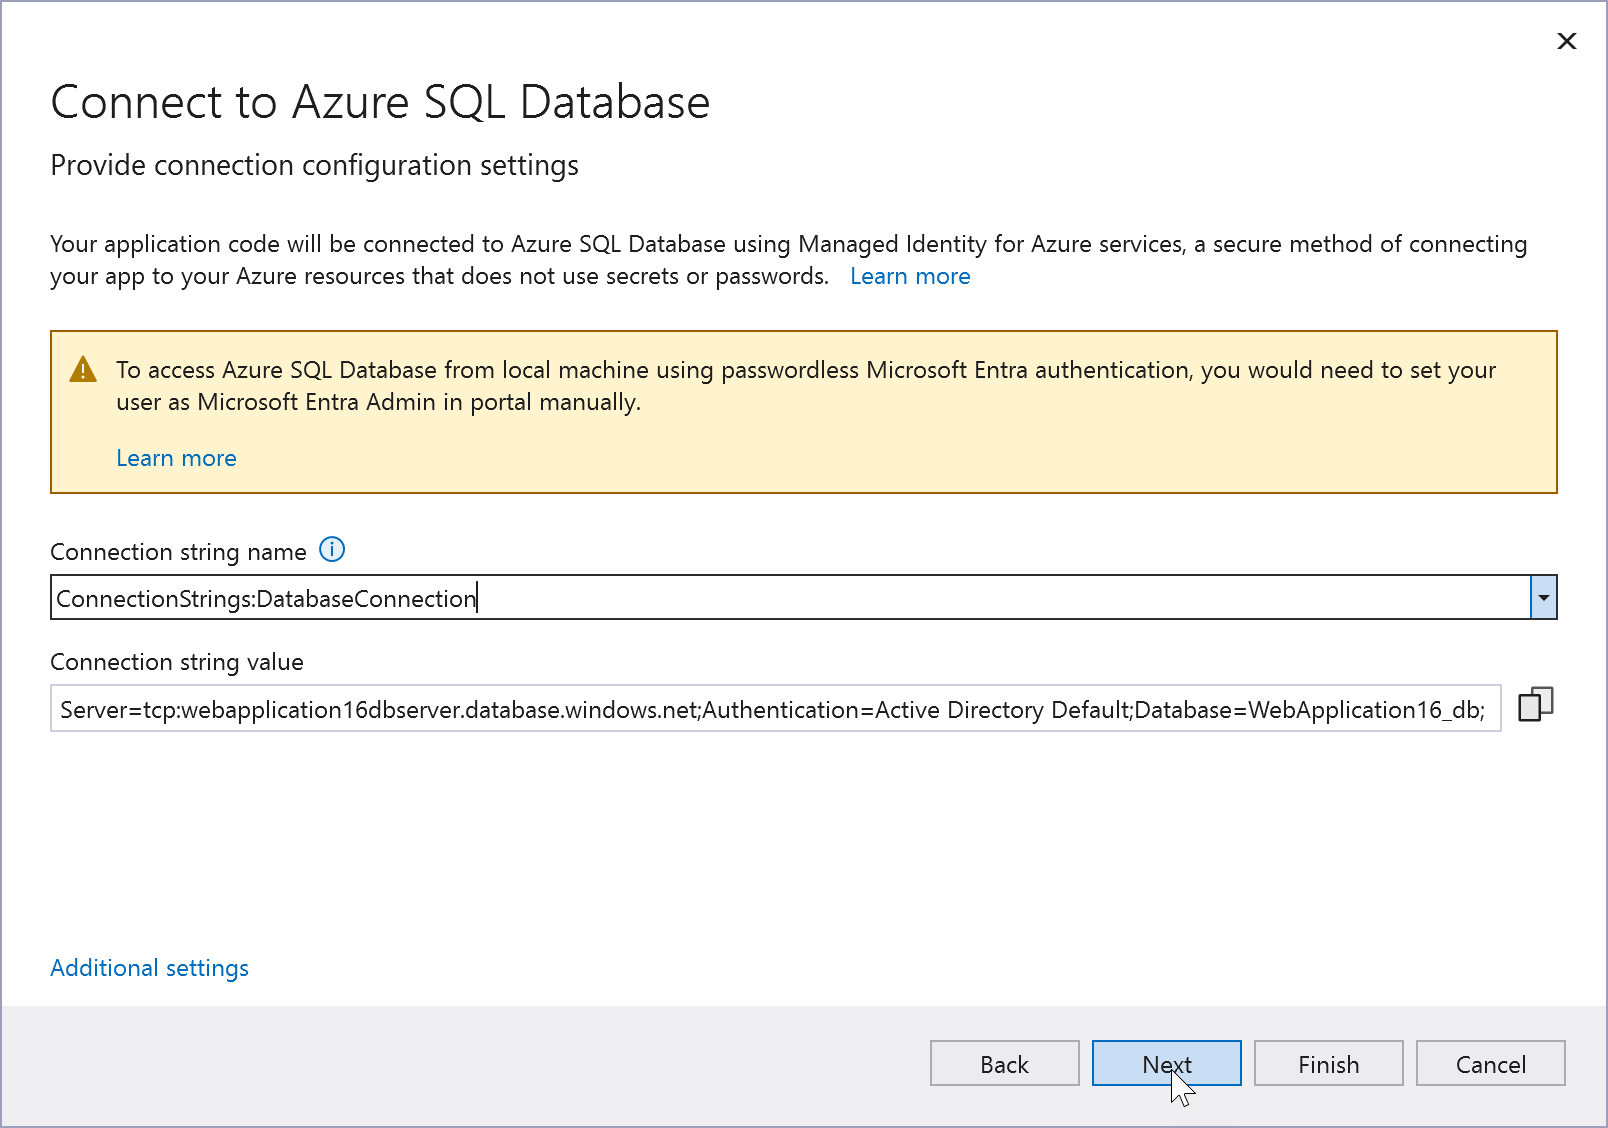 Connect to Azure SQL Database
Provide connection configuration settings
Your application code will be connected to Azure SQL Database using Managed Identity for Azure services, a secure method of connecting
your app to your Azure resources that does not use secrets or passwords. Learn more
To access Azure SQL Database from local machine using passwordless Microsoft Entra authentication, you would need to set your
user as Microsoft Entra Admin in portal manually.
Learn more
Connection string name
ConnectionStrings:DatabaseConnection
Connection string value
Server=tcp:webapplication16dbserver.database.windows.net;Authentication=Active Directory Default;Database=WebApplication16_db;
Additional settings
Back Next Finish Cancel